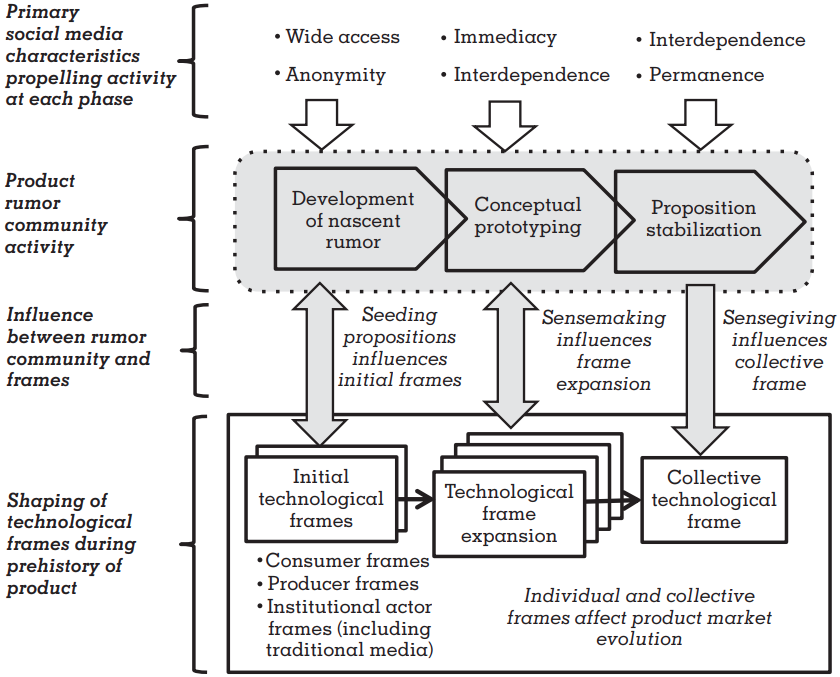 Primary
social media
characteristics
propelling activity
at each phase
• Wide access
• Anonymity
• Immediacy
• Interdependence
• Interdependence
• Permanence
Product
rumor
community
activity
Development
of nascent
rumor
Conceptual
prototyping
Proposition
stabilization
Influence
between rumor
community and
frames
Seeding
propositions
influences
initial frames
Sensemaking
influences
frame
expansion
Sensegiving
influences
collective
frame
Shaping of
technological
frames during
prehistory of
product
Initial
technological
frames
Technological
frame
expansion
Collective
technological
frame
• Consumer frames
• Producer frames
• Institutional actor
frames (including
traditional media)
Individual and collective
frames affect product market
evolution